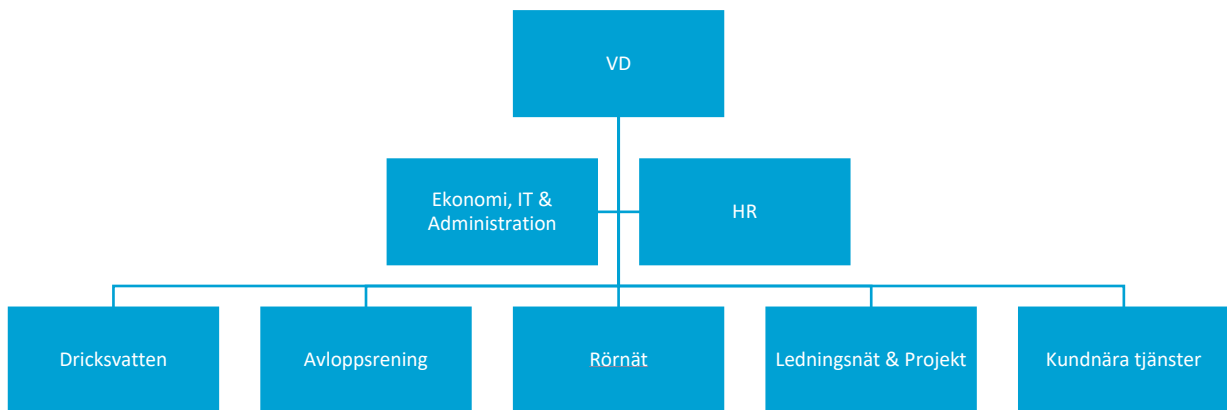 VD
Ekonomi, IT &
Administration
HR
Dricksvatten
Avloppsrening
Rörnät
Ledningsnät & Projekt
Kundnära tjänster